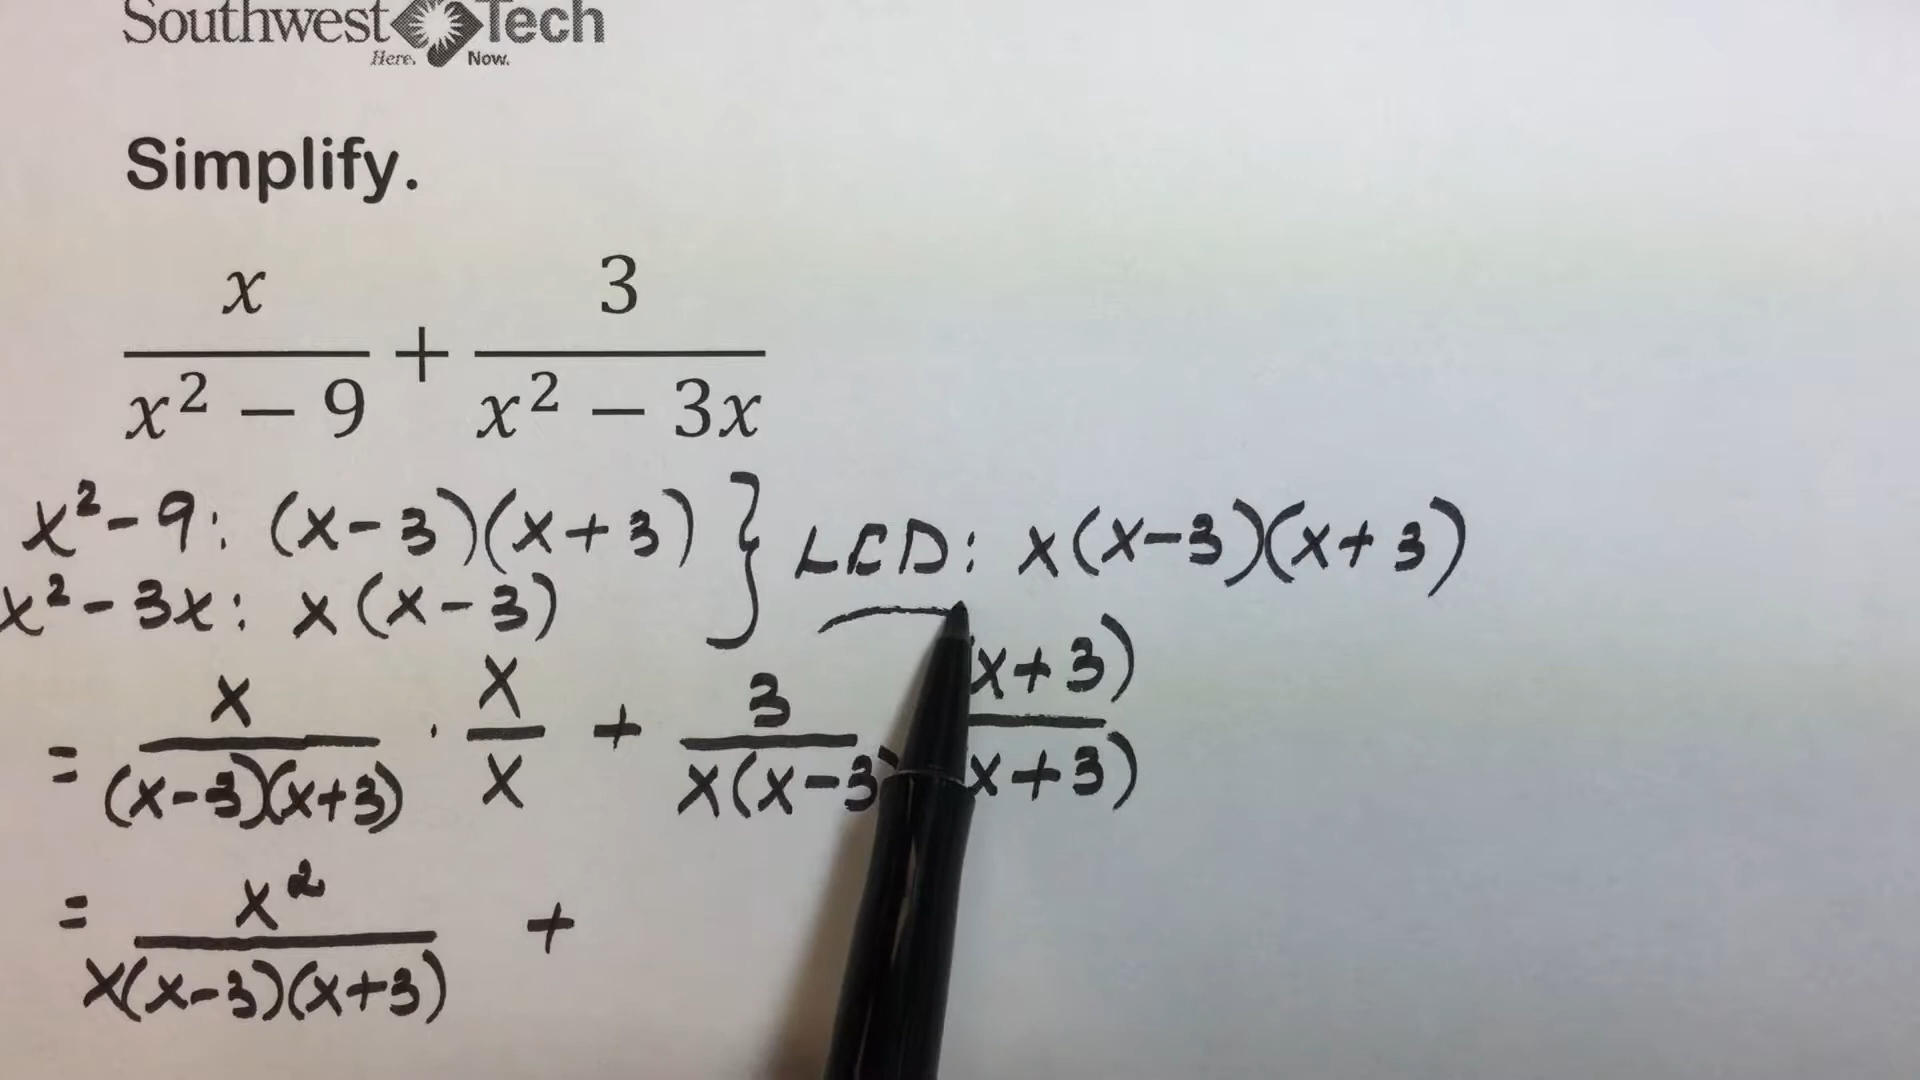 Southwest Tech
Here. Now.
Simplify.
x/(x² − 9) + 3/(x² − 3x)
x² - 9: (x - 3)(x + 3) } LCD: x(x-3)(x+3)
x² - 3x: x(x - 3)
= x/((x-3)(x+3)) · x/x + 3/(x(x-3) x+3)/x+3)
= x²/(x(x-3)(x+3)) +